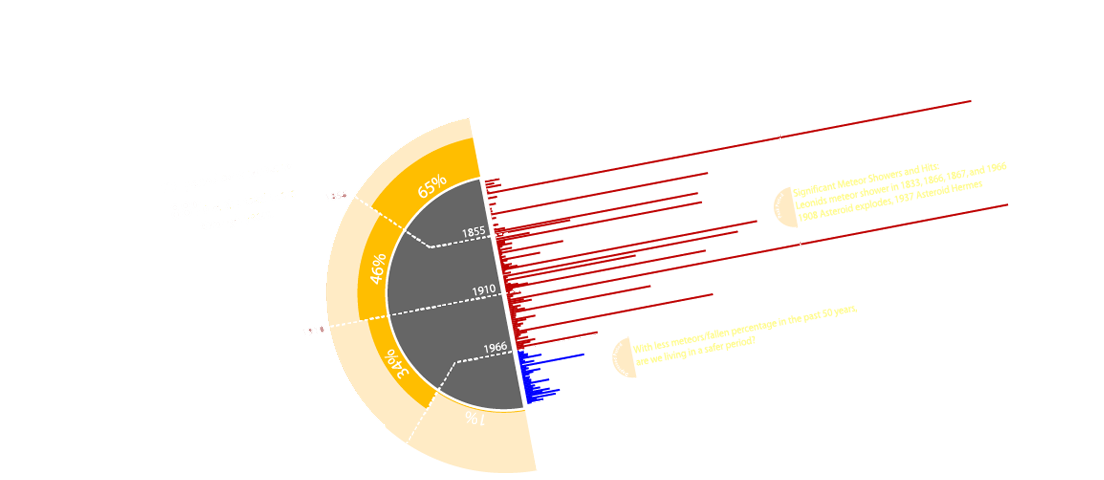 65%
1855
46%
1910
34%
1966
1%
Significant Meteor Showers and Hits:
Leonids meteor shower in 1833, 1866, 1867, and 1966
1908 Asteroid explodes, 1937 Asteroid Hermes
With less meteors fallen percentage in the past 50 years,
are we living in a safer period?